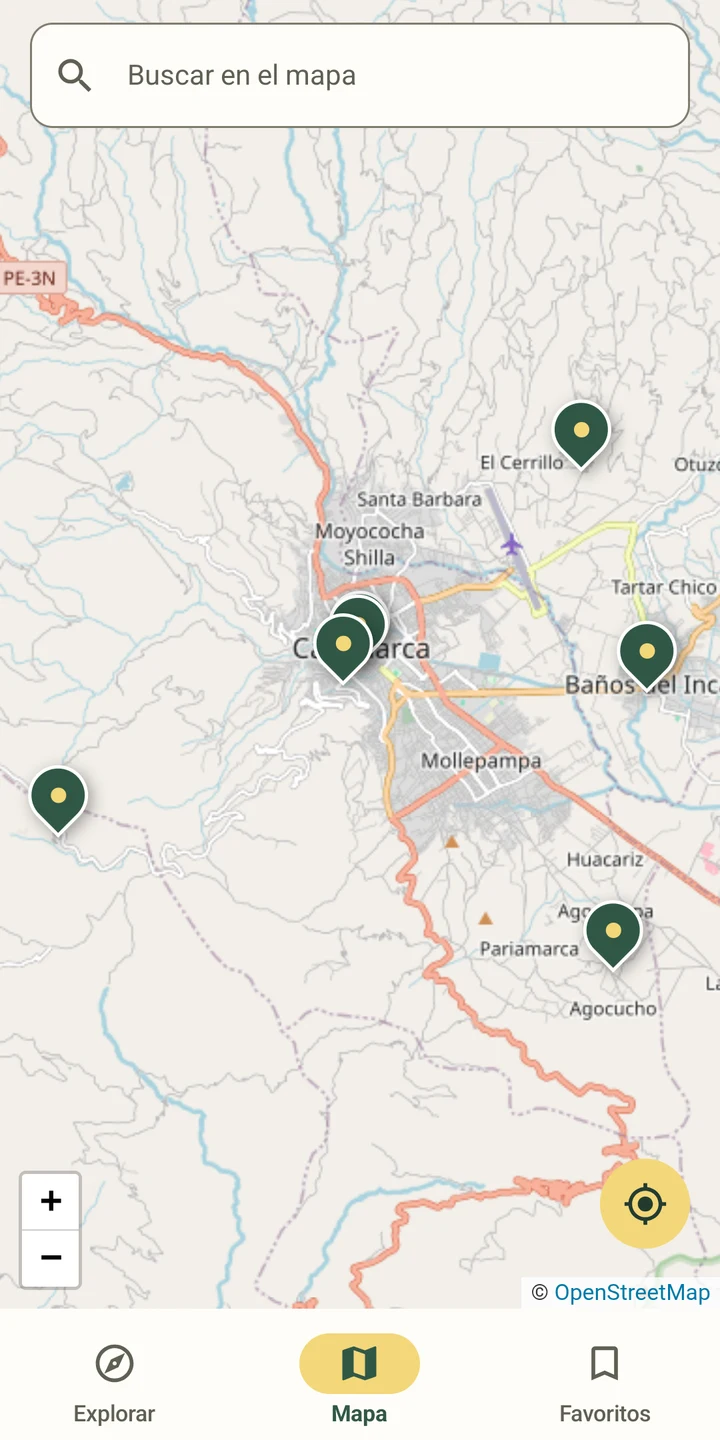 Buscar en el mapa
PE-3N
El Cerrillo
Santa Barbara
Moyococha
Shilla
Tartar Chico
Mollepampa
Huacariz
Pariamarca
Agocucho
+
−
© OpenStreetMap
Explorar
Mapa
Favoritos